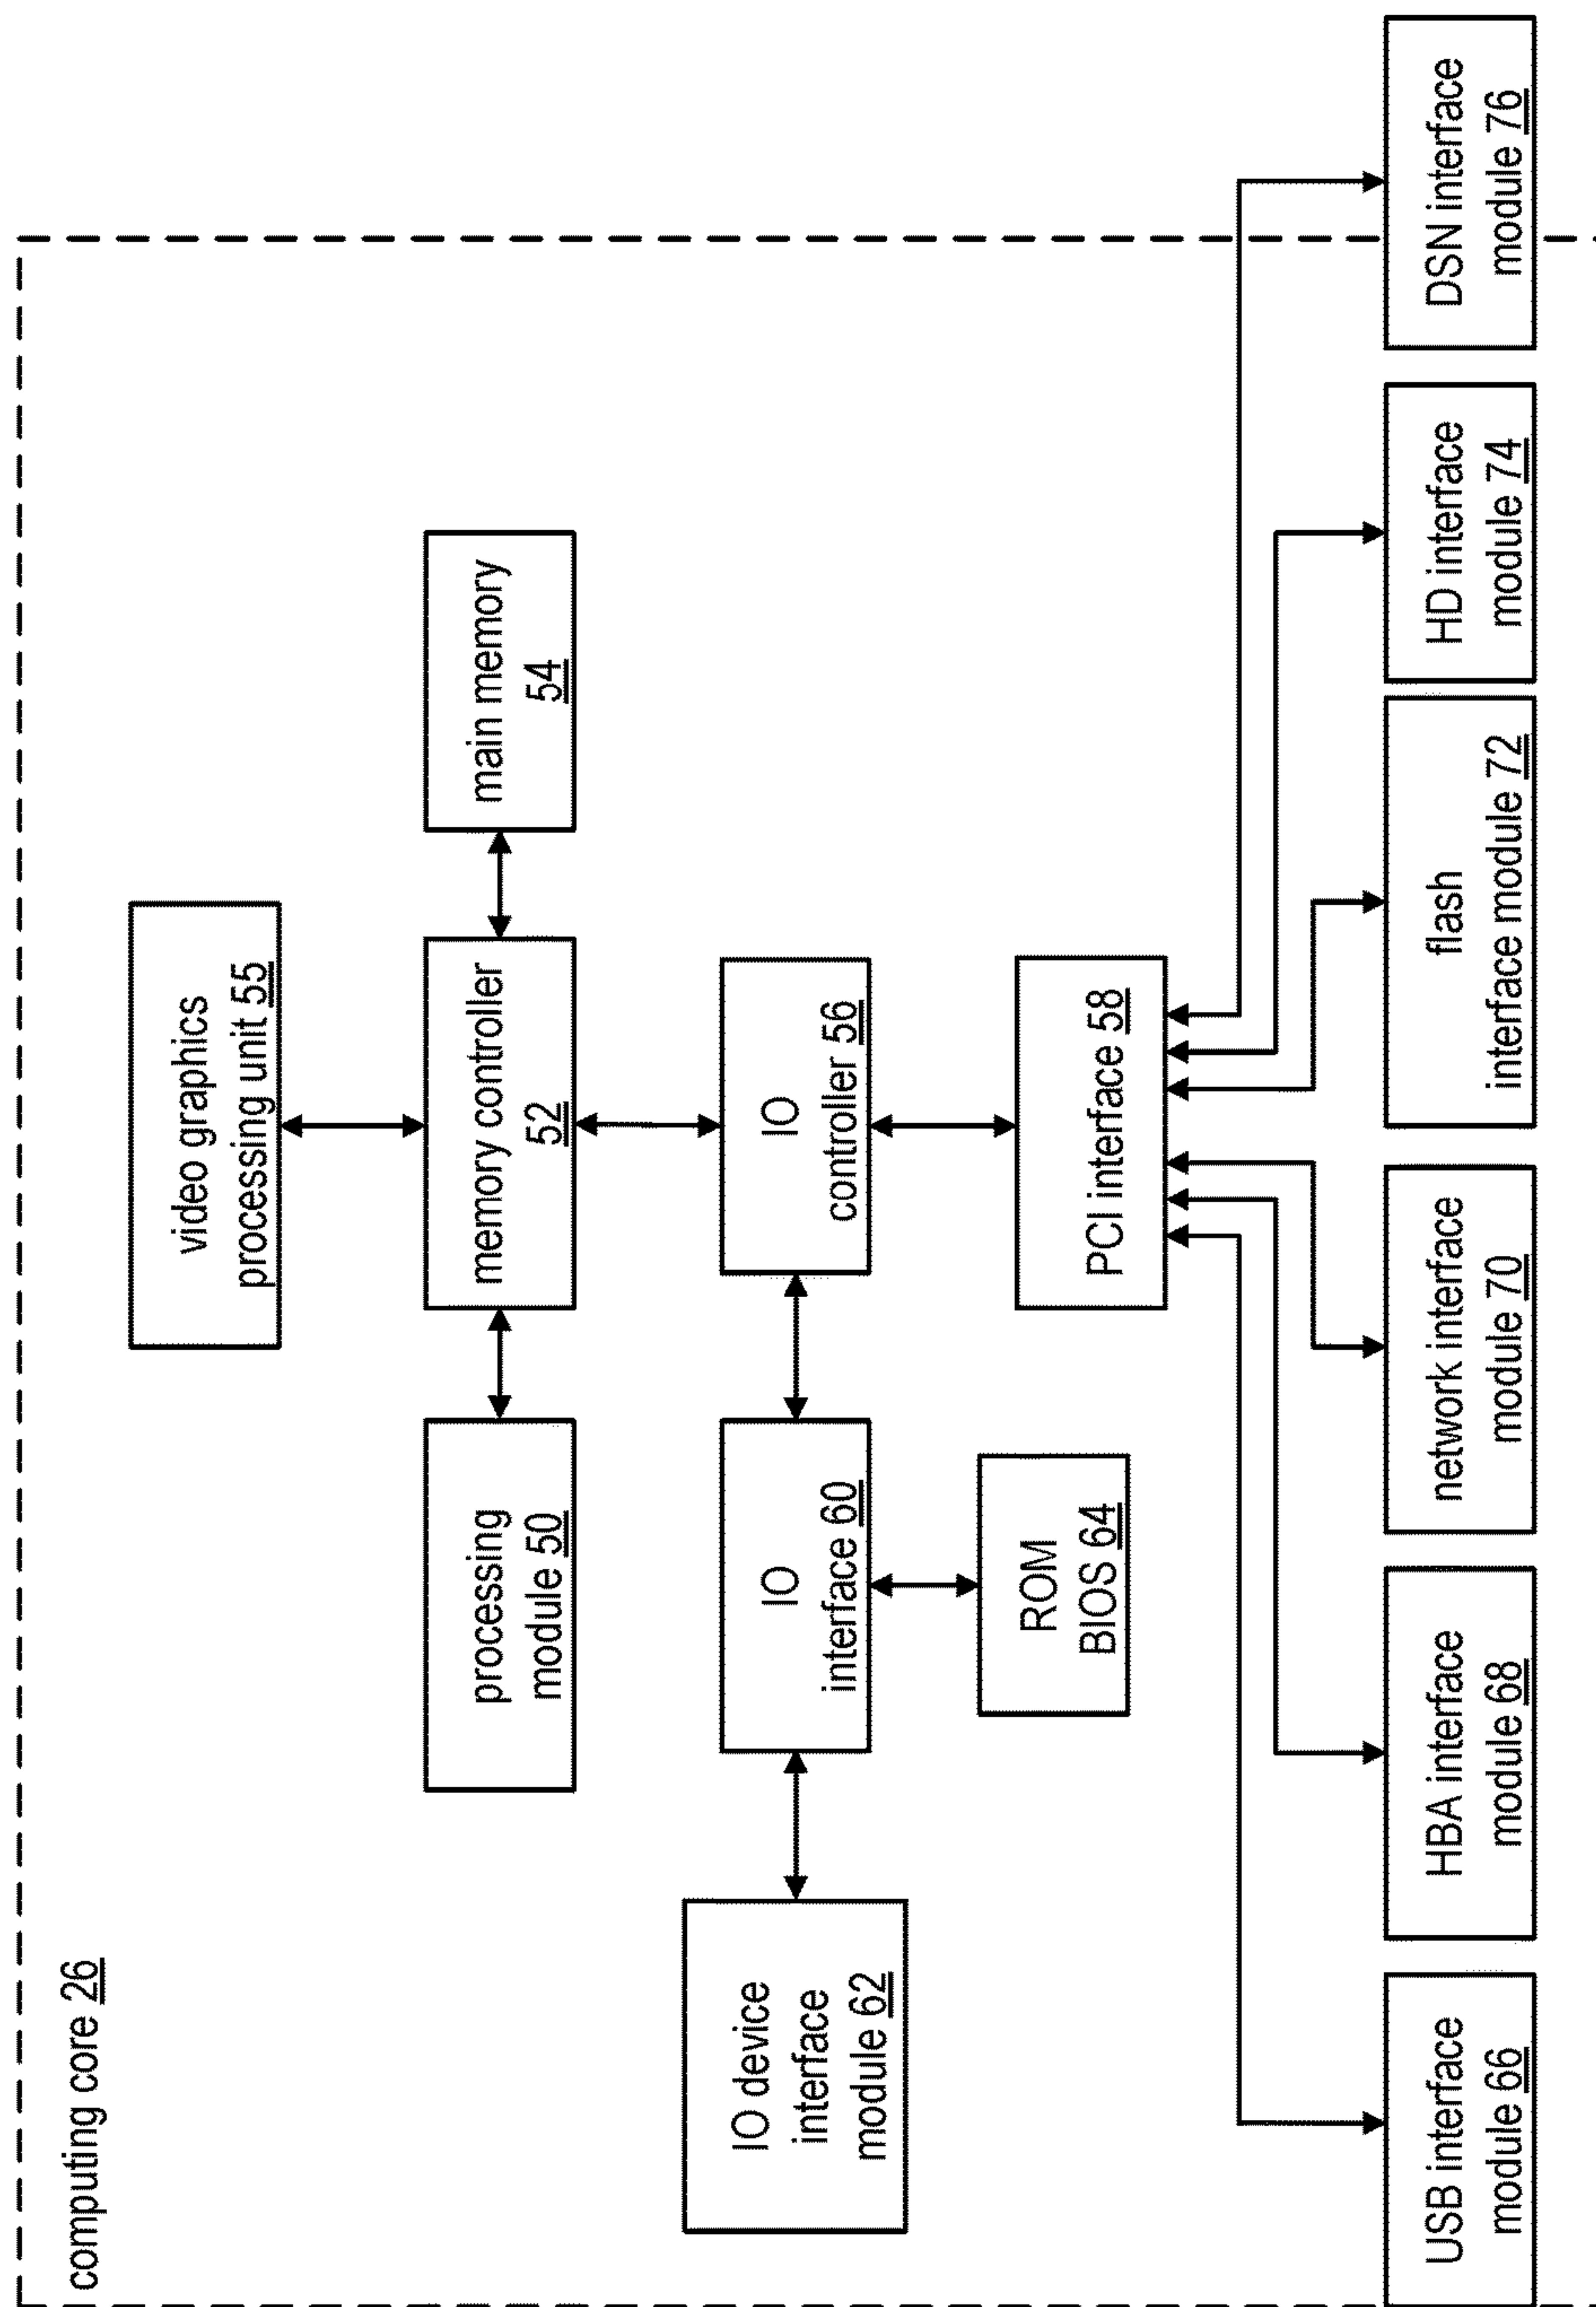 computing core 26
video graphics
processing unit 55
processing
module 50
memory controller
52
main memory
54
IO device
interface
module 62
IO
interface 60
IO
controller 56
ROM
BIOS 64
PCI interface 58
USB interface
module 66
HBA interface
module 68
network interface
module 70
flash
interface module 72
HD interface
module 74
DSN interface
module 76